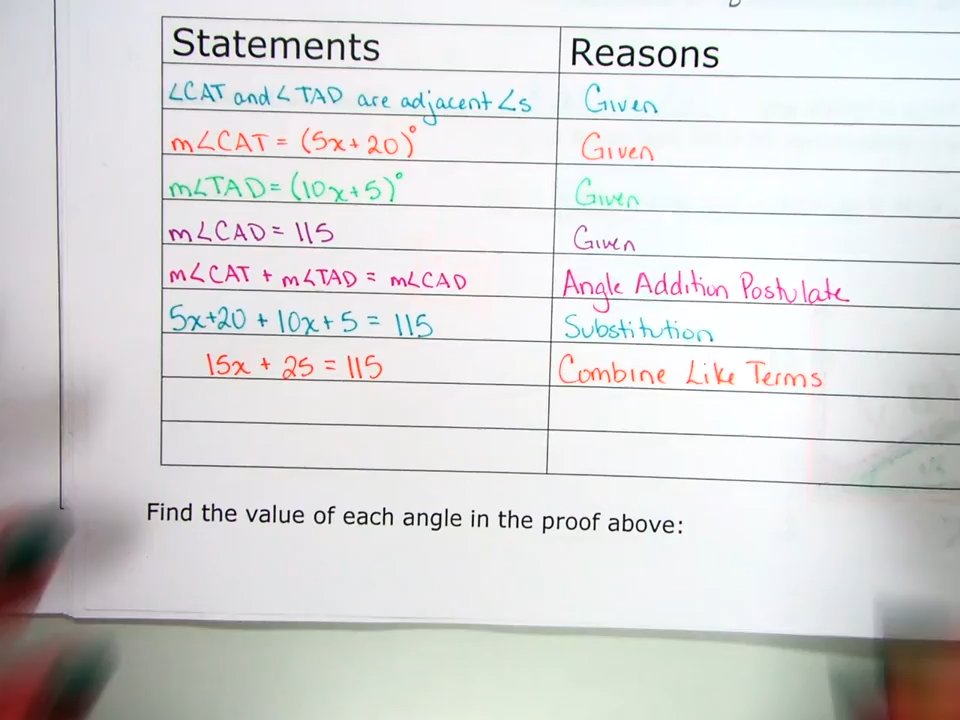 Statements Reasons
∠CAT and ∠TAD are adjacent ∠s Given
m∠CAT = (5x+20)° Given
m∠TAD = (10x+5)° Given
m∠CAD = 115 Given
m∠CAT + m∠TAD = m∠CAD Angle Addition Postulate
5x+20 + 10x+5 = 115 Substitution
15x + 25 = 115 Combine Like Terms
Find the value of each angle in the proof above: